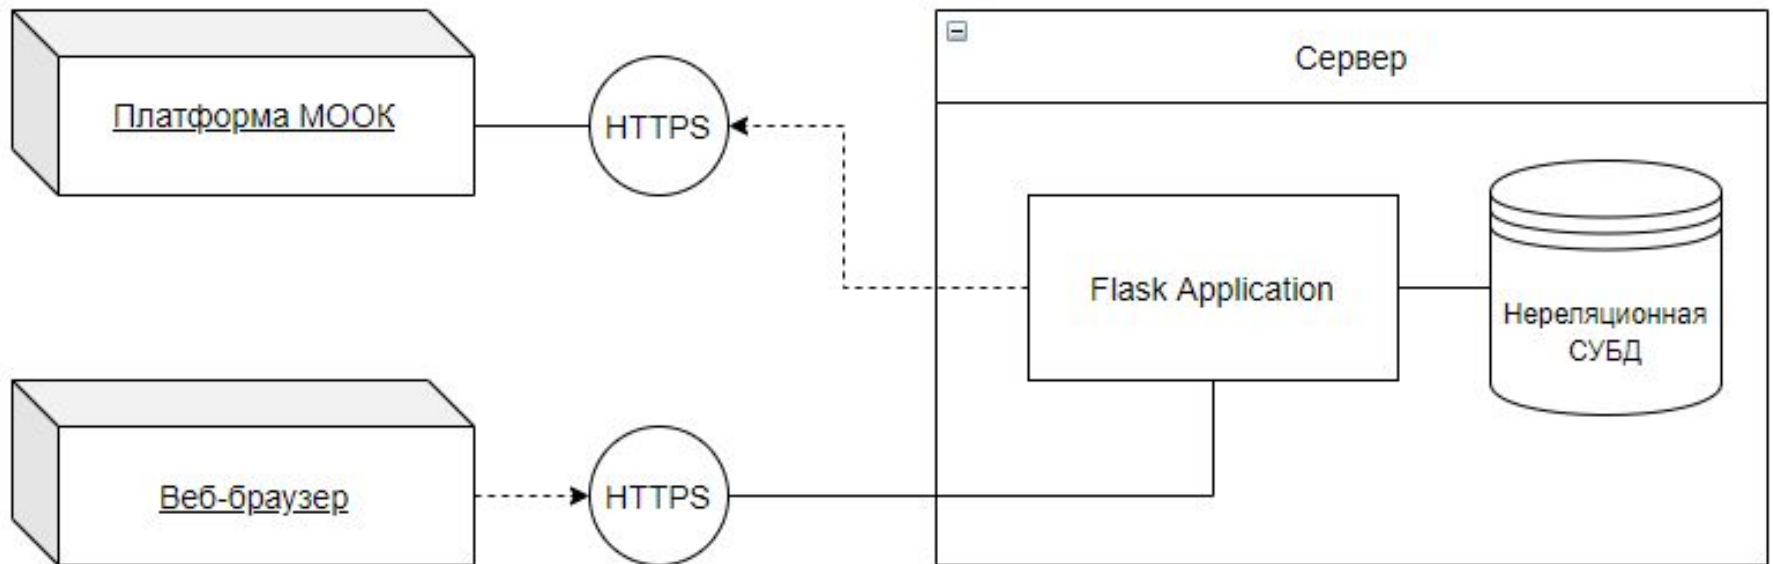 Сервер
Платформа МООК
HTTPS
Flask Application
Нереляционная
СУБД
Веб-браузер
HTTPS